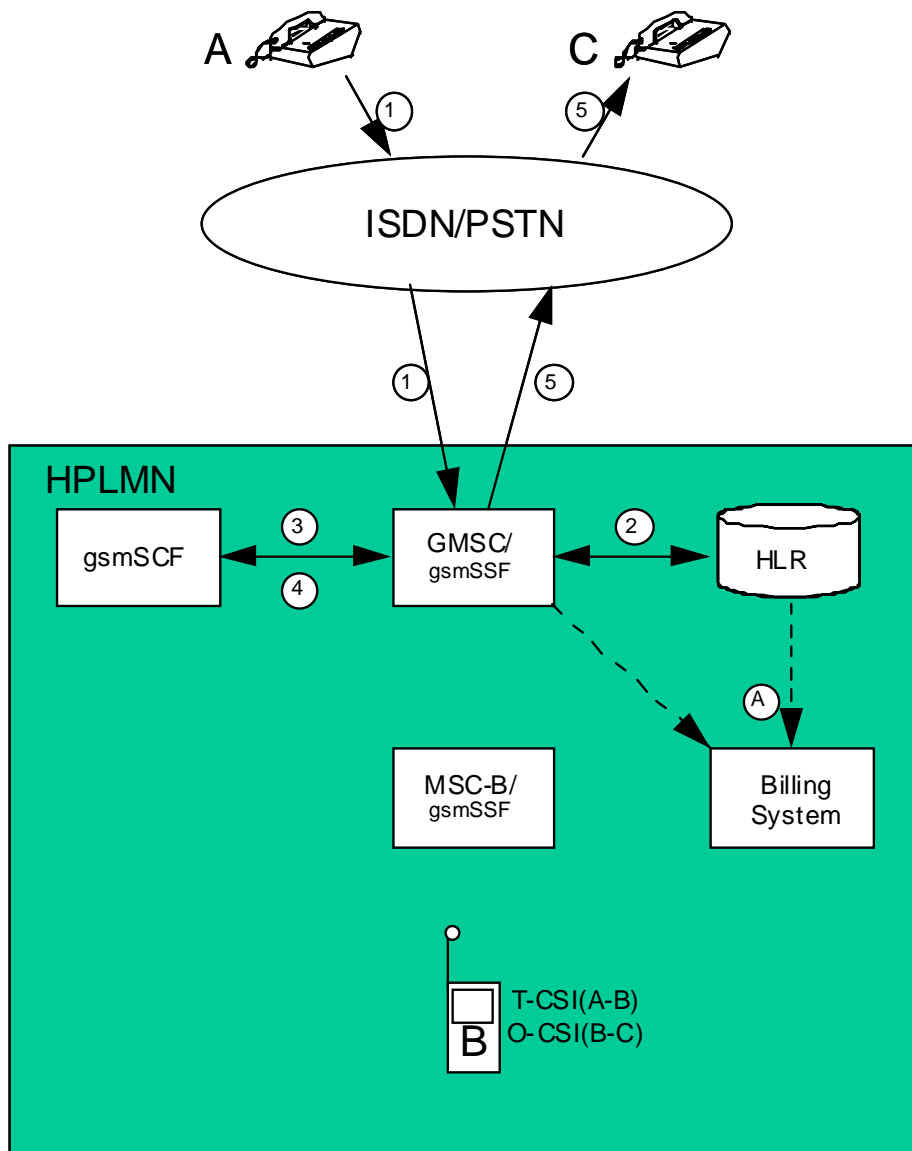 A
C
1
5
ISDN/PSTN
1
5
HPLMN
gsmSCF
3
4
GMSC/
gsmSSF
2
HLR
A
MSC-B/
gsmSSF
Billing
System
T-CSI(A-B)
O-CSI(B-C)
B